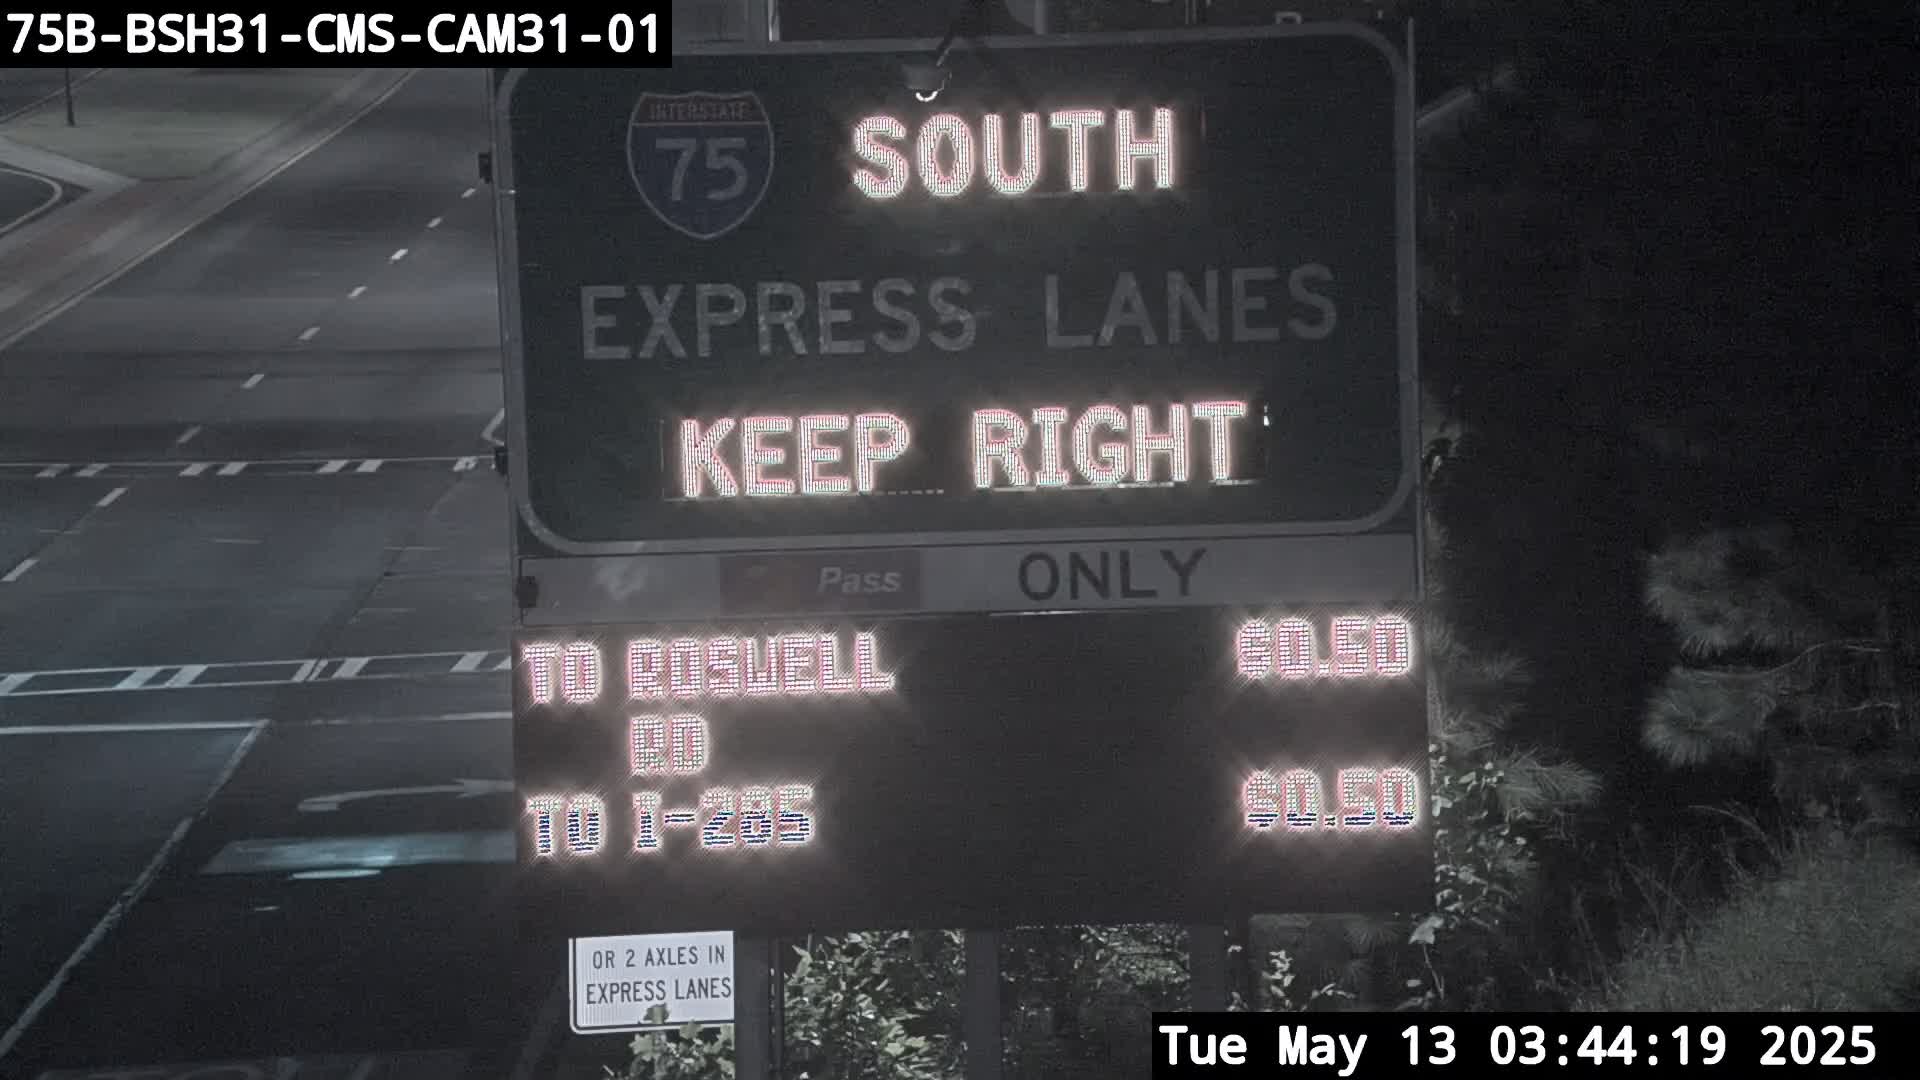 75B-BSH31-CMS-CAM31-01
INTERSTATE
75
SOUTH
EXPRESS LANES
KEEP RIGHT
Pass ONLY
TO ROSWELL $0.50
RD
TO I-285 $0.50
OR 2 AXLES IN
EXPRESS LANES
Tue May 13 03:44:19 2025